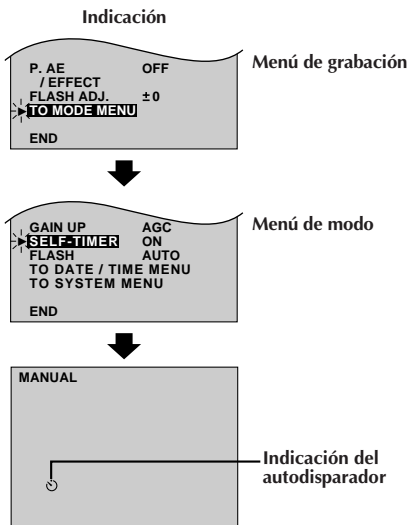 Indicación
P. AE OFF
/ EFFECT
FLASH ADJ. ±0
TO MODE MENU
END
Menú de grabación
GAIN UP AGC
SELF-TIMER ON
FLASH AUTO
TO DATE / TIME MENU
TO SYSTEM MENU
END
Menú de modo
MANUAL
Indicación del
autodisparador